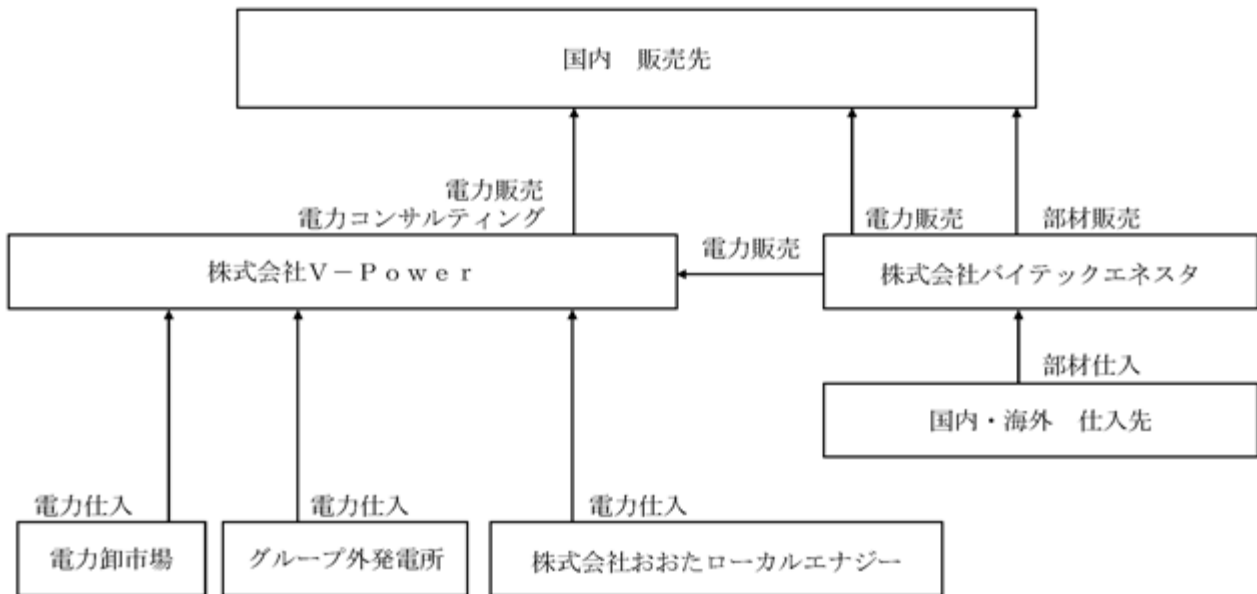 国内　販売先
電力販売
電力コンサルティング
電力販売
部材販売
電力販売
株式会社Ｖ－Ｐｏｗｅｒ
株式会社バイテックエネスタ
部材仕入
国内・海外　仕入先
電力仕入
電力仕入
電力仕入
電力卸市場
グループ外発電所
株式会社おおたローカルエナジー